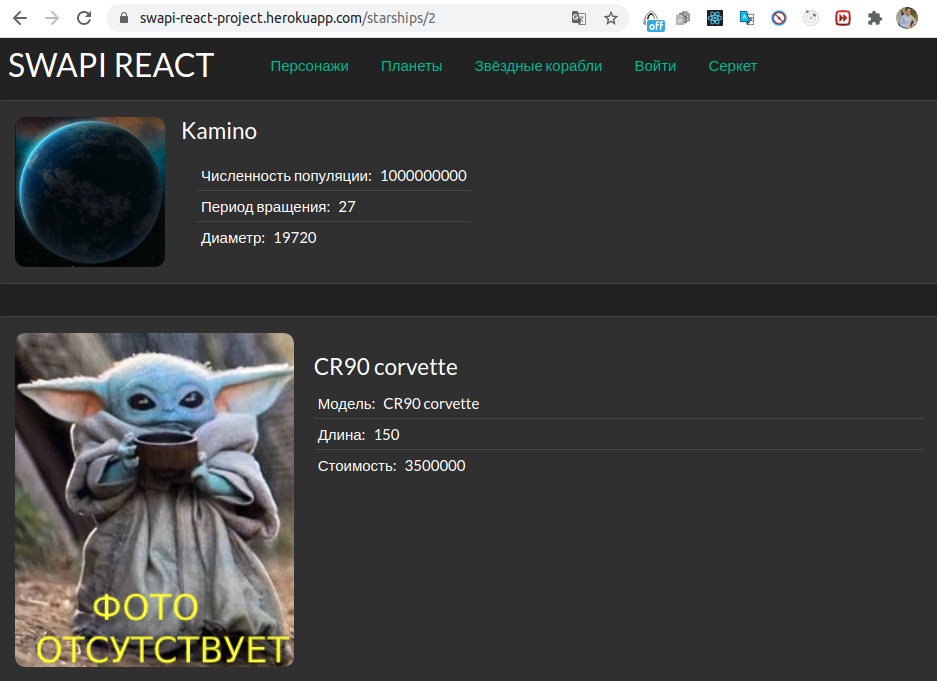 swapi-react-project.herokuapp.com/starships/2
off
SWAPI REACT
Персонажи
Планеты
Звёздные корабли
Войти
Серкет
Kamino
Численность популяции: 1000000000
Период вращения: 27
Диаметр: 19720
CR90 corvette
Модель: CR90 corvette
Длина: 150
Стоимость: 3500000
ФОТО
ОТСУТСТВУЕТ